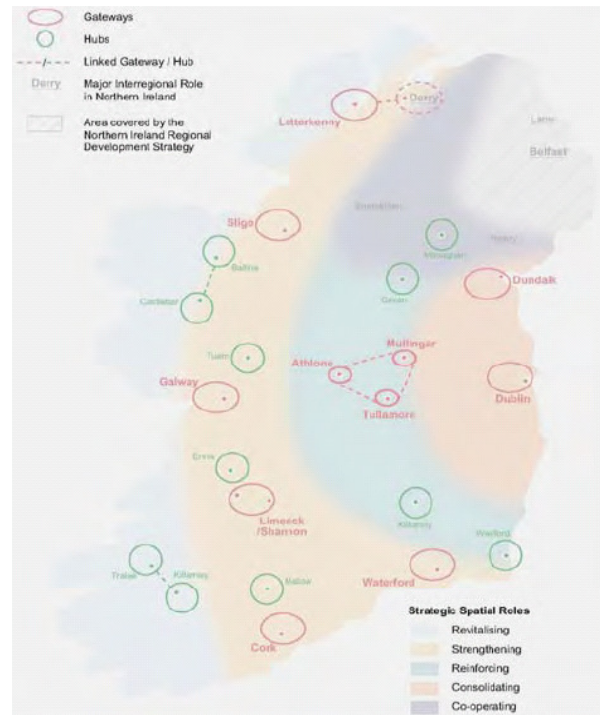 Gateways
Hubs
Linked Gateway / Hub
Derry
Major Interregional Role
in Northern Ireland
Area covered by the
Northern Ireland Regional
Development Strategy
Letterkenny
Derry
Larne
Belfast
Sligo
Newry
Monaghan
Ballina
Cavan
Dundalk
Castlebar
Tuam
Mullingar
Athlone
Galway
Dublin
Tullamore
Ennis
Limerick
/Shannon
Kilkenny
Wexford
Tralee
Killarney
Mallow
Waterford
Cork
Strategic Spatial Roles
Revitalising
Strengthening
Reinforcing
Consolidating
Co-operating